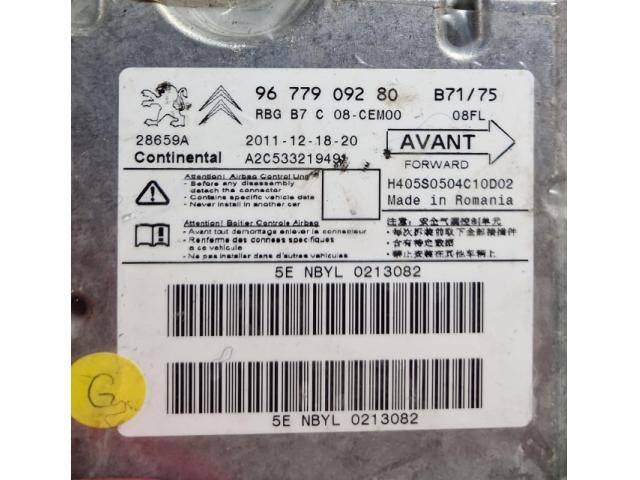 96 779 092 80 B71/75
RBG B7 C 08-CEM00 08FL
28659A 2011-12-18-20 AVANT
Continental A2C533219491 FORWARD
Attention! Airbag Control Unit
- Before any disassembly
detach the connector
- Contains specific vehicle data
- Never install in another car
H405S0504C10D02
Made in Romania
Attention! Boitier Controle Airbag
- Avant tout demontage enlever le connecteur
- Renferme des donnees specifiques
a ce vehicule
- Ne pas installer dans d'autres vehicules
注意: 安全气囊控制单元
- 每次拆装前取下全部接插件
- 含有特定数据
- 禁止安装在其他车辆上
5E NBYL 0213082
G
5E NBYL 0213082